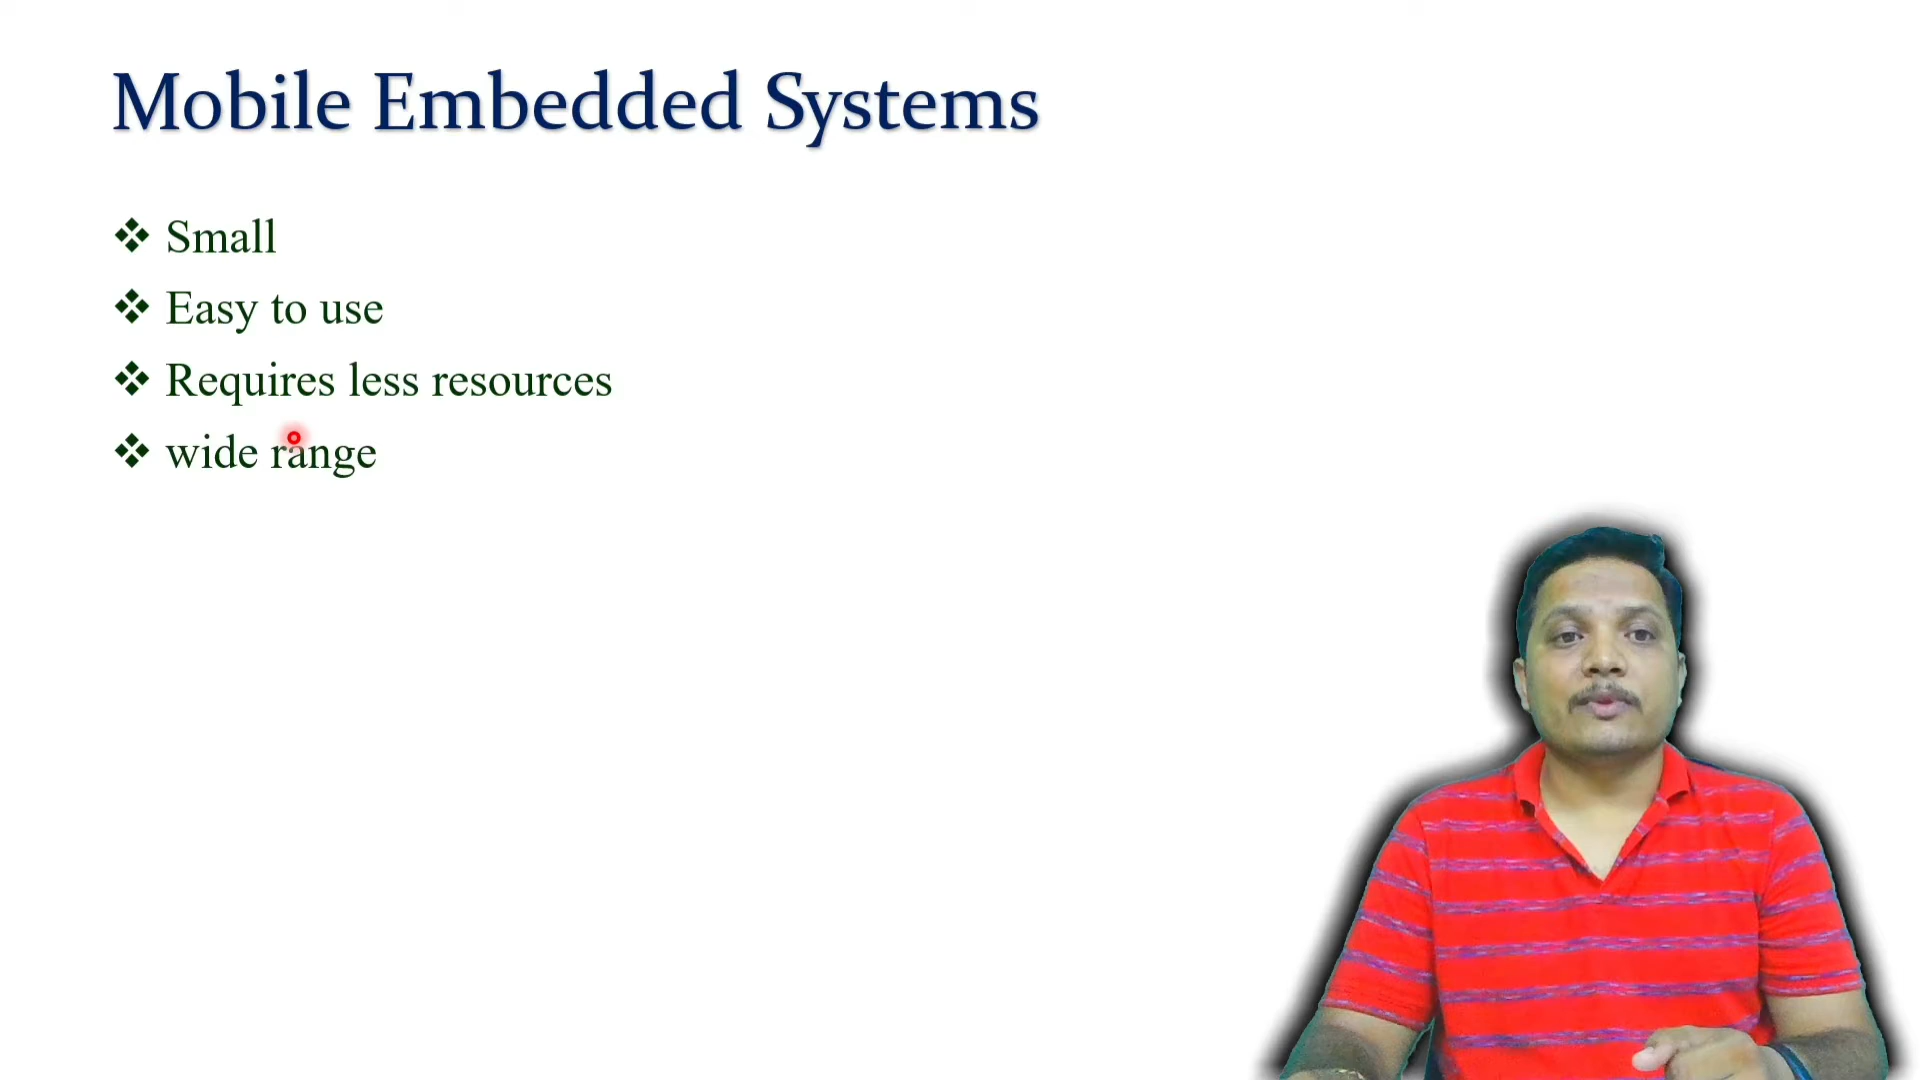 Mobile Embedded Systems
❖ Small
❖ Easy to use
❖ Requires less resources
❖ wide range